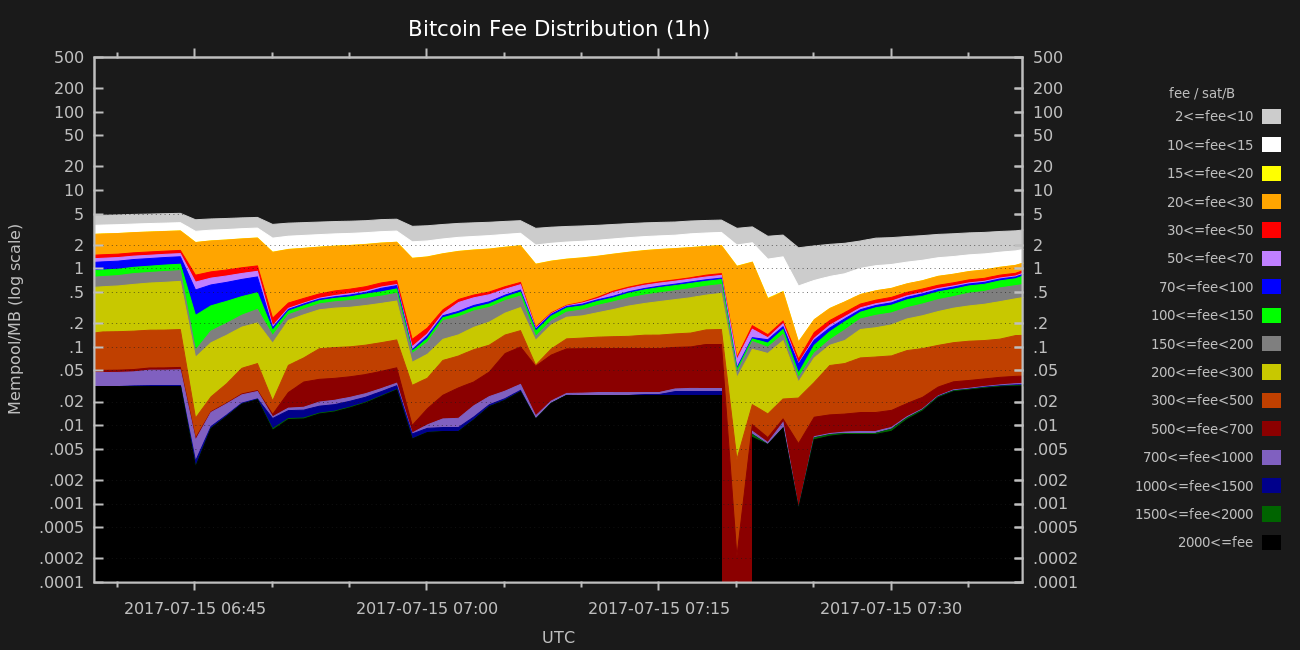 Bitcoin Fee Distribution (1h)
500
200
100
50
20
10
5
2
1
.5
.2
.1
.05
.02
.01
.005
.002
.001
.0005
.0002
.0001
Mempool/MB (log scale)
500
200
100
50
20
10
5
2
1
.5
.2
.1
.05
.02
.01
.005
.002
.001
.0005
.0002
.0001
2017-07-15 06:45
2017-07-15 07:00
2017-07-15 07:15
2017-07-15 07:30
UTC
fee / sat/B
2<=fee<10
10<=fee<15
15<=fee<20
20<=fee<30
30<=fee<50
50<=fee<70
70<=fee<100
100<=fee<150
150<=fee<200
200<=fee<300
300<=fee<500
500<=fee<700
700<=fee<1000
1000<=fee<1500
1500<=fee<2000
2000<=fee